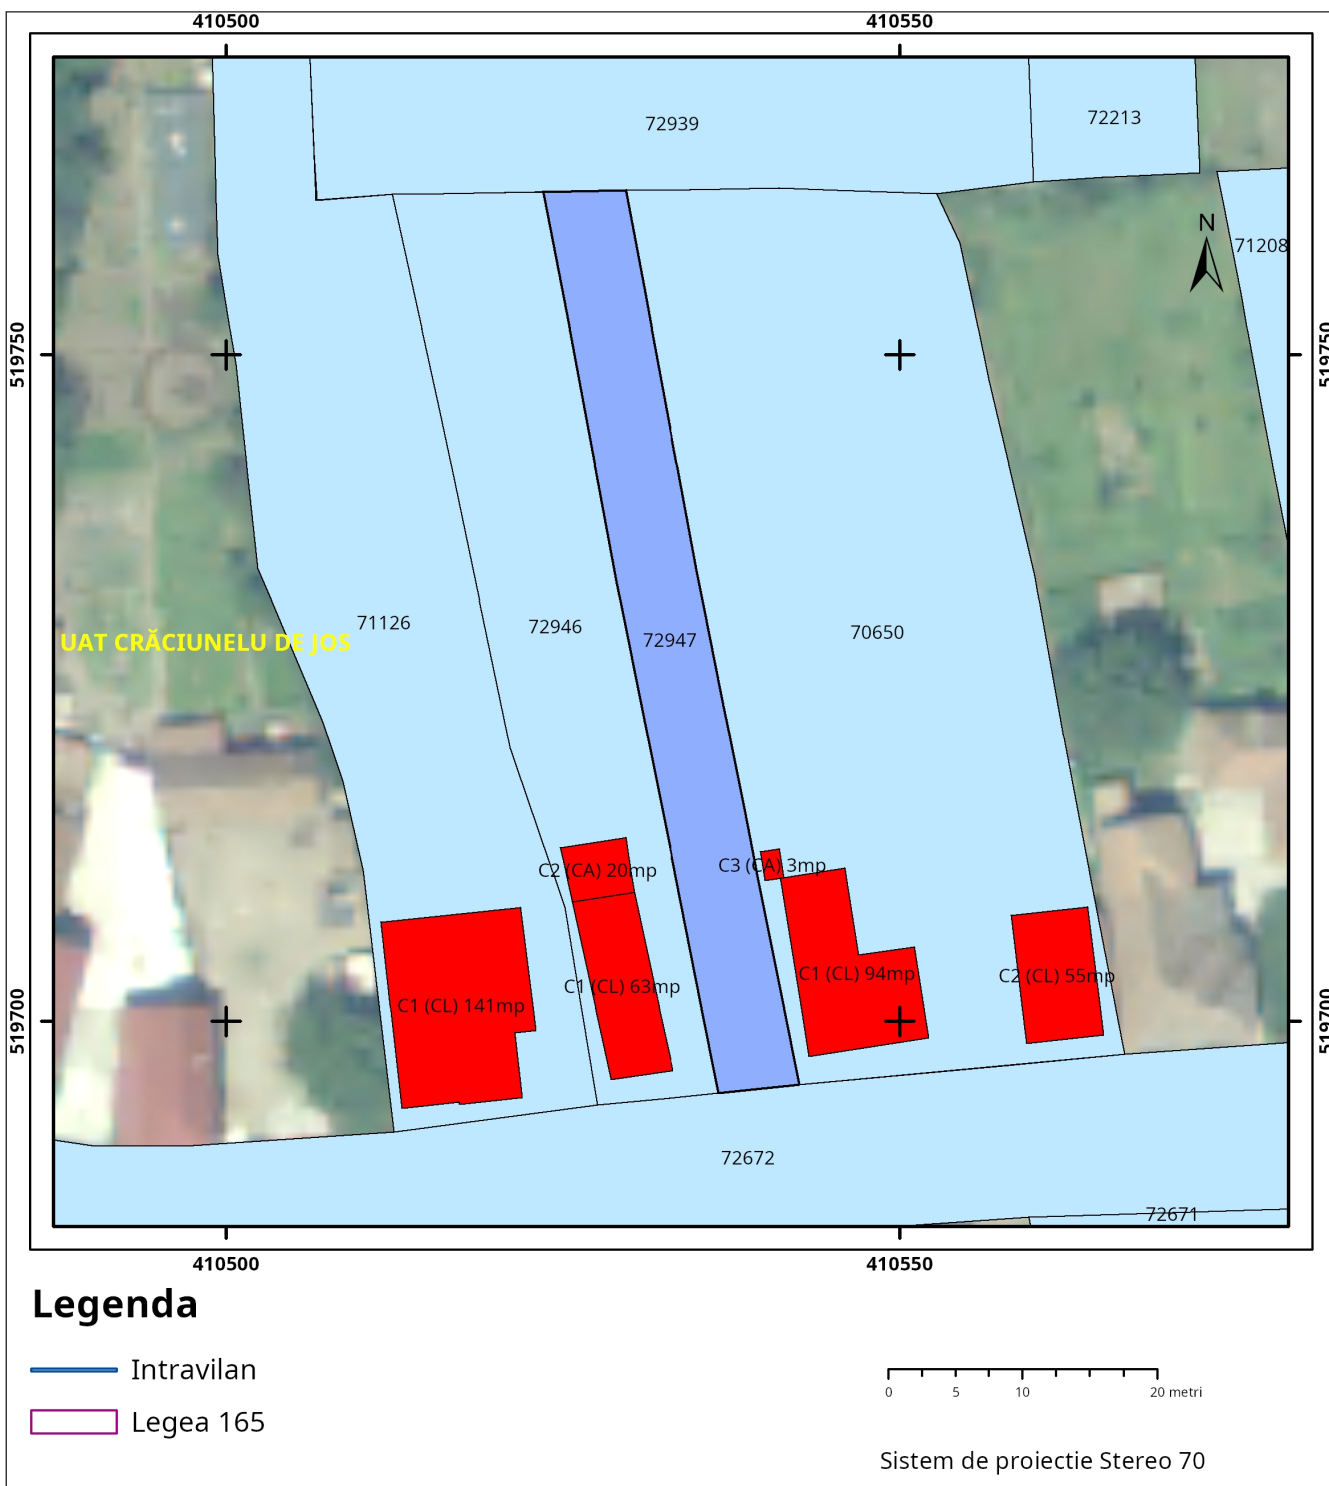 410500 410550
72939
72213
N
71208
519750 519750
71126
72946
72947
70650
UAT CRĂCIUNELU DE JOS
C2 (CA) 20mp
C3 (CA) 3mp
C1 (CL) 141mp
C1 (CL) 63mp
C1 (CL) 94mp
C2 (CL) 55mp
519700 519700
72672
72671
410500 410550
Legenda
Intravilan
Legea 165
0 5 10 20 metri
Sistem de proiectie Stereo 70